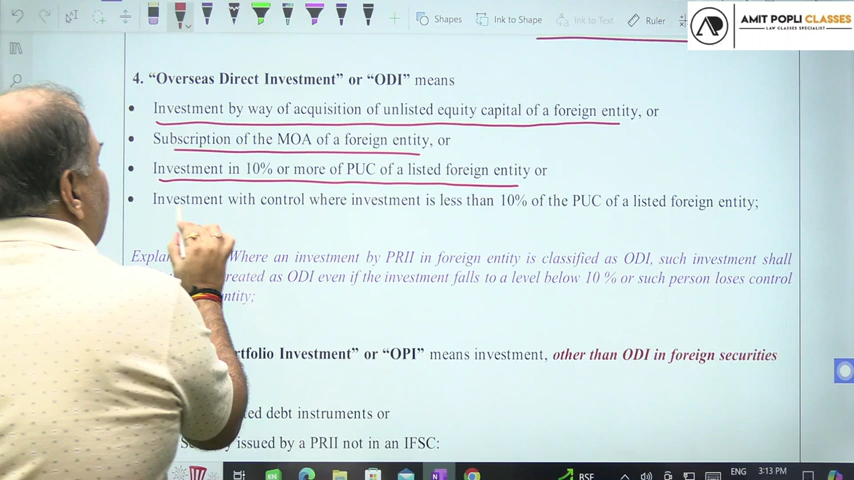 Shapes
Ink to Shape
Ink to Text
Ruler
AMIT POPLI CLASSES
LAW CLASSES SPECIALIST
4. “Overseas Direct Investment” or “ODI” means
• Investment by way of acquisition of unlisted equity capital of a foreign entity, or
• Subscription of the MOA of a foreign entity, or
• Investment in 10% or more of PUC of a listed foreign entity or
• Investment with control where investment is less than 10% of the PUC of a listed foreign entity;
Where an investment by PRII in foreign entity is classified as ODI, such investment shall
treated as ODI even if the investment falls to a level below 10 % or such person loses control
Investment” or “OPI” means investment, other than ODI in foreign securities
debt instruments or
issued by a PRII not in an IFSC:
BSE
ENG
3:13 PM